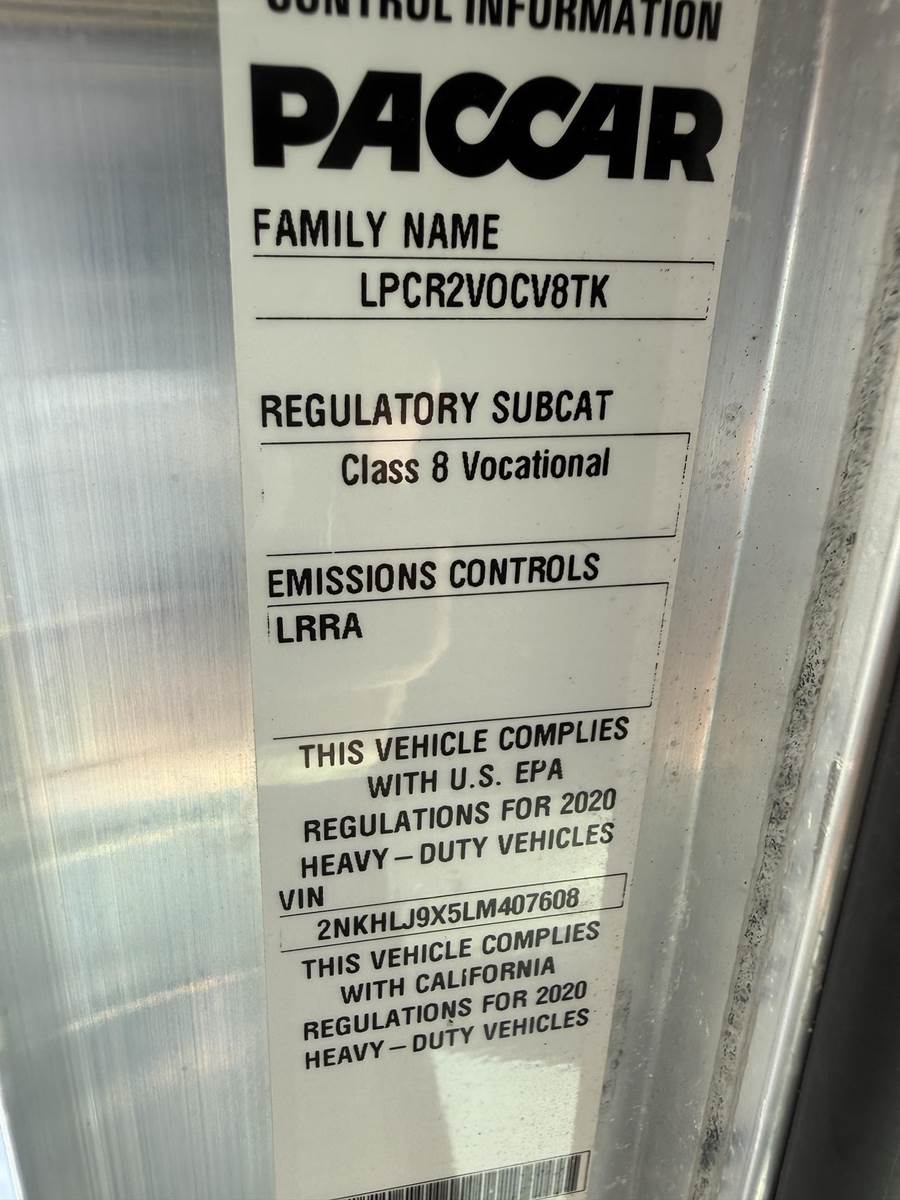 CONTROL INFORMATION
PACCAR
FAMILY NAME
LPCR2VOCV8TK
REGULATORY SUBCAT
Class 8 Vocational
EMISSIONS CONTROLS
LRRA
THIS VEHICLE COMPLIES
WITH U.S. EPA
REGULATIONS FOR 2020
HEAVY-DUTY VEHICLES
VIN
2NKHLJ9X5LM407608
THIS VEHICLE COMPLIES
WITH CALIFORNIA
REGULATIONS FOR 2020
HEAVY-DUTY VEHICLES